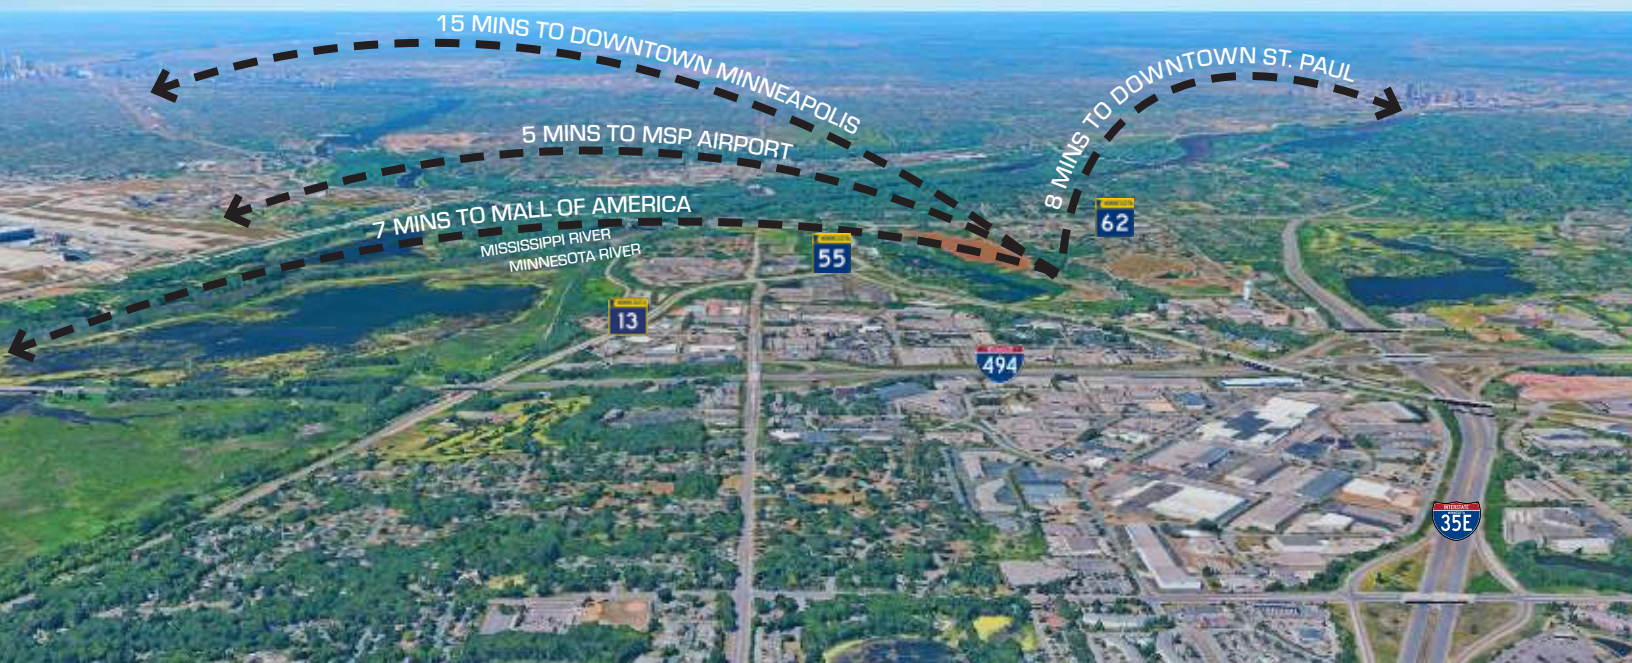 15 MINS TO DOWNTOWN MINNEAPOLIS
8 MINS TO DOWNTOWN ST. PAUL
5 MINS TO MSP AIRPORT
7 MINS TO MALL OF AMERICA
MISSISSIPPI RIVER
MINNESOTA RIVER
62
55
13
494
INTERSTATE
35E